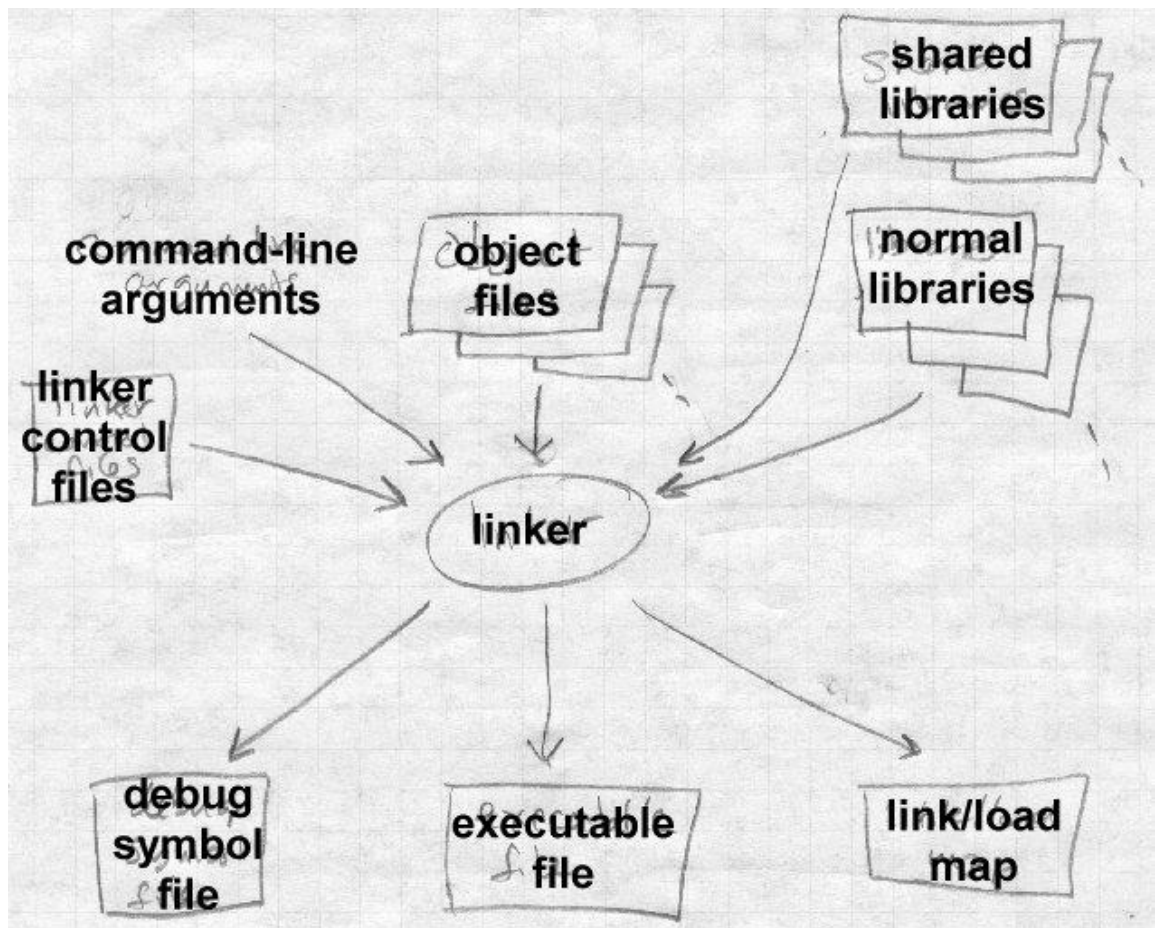 shared
libraries
command-line
arguments
object
files
normal
libraries
linker
control
files
linker
debug
symbol
file
executable
file
link/load
map